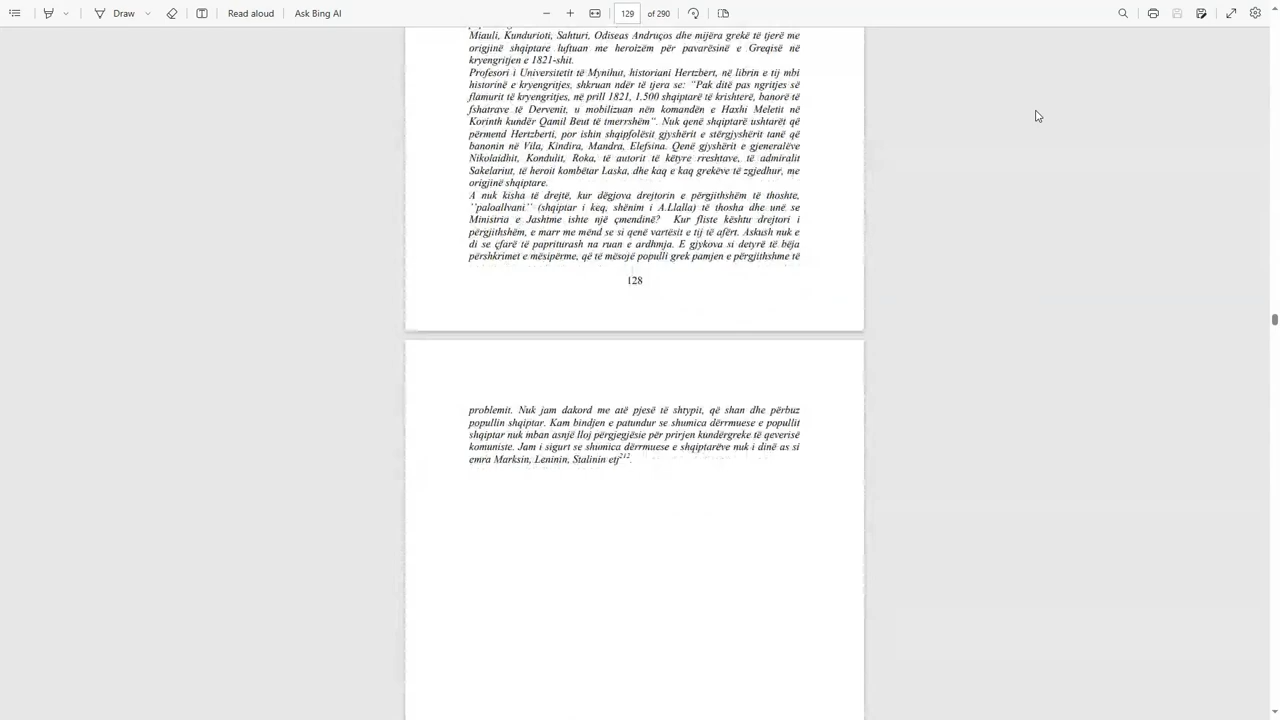 Draw
Read aloud
Ask Bing AI
129 of 290
Miauli, Kundurioti, Sahturi, Odiseas Andruços dhe mijëra grekë të tjerë me
origjinë shqiptare luftuan me heroizëm për pavarësinë e Greqisë në
kryengritjen e 1821-shit.
Profesori i Universitetit të Mynihut, historiani Hertzbert, në librin e tij mbi
historinë e kryengritjes, shkruan ndër të tjera se: “Pak ditë pas ngritjes së
flamurit të kryengritjes, në prill 1821, 1.500 shqiptarë të krishterë, banorë të
fshatrave të Dervenit, u mobilizuan nën komandën e Haxhi Meletit në
Korinth kundër Qamil Beut të tmerrshëm”. Nuk qenë shqiptarë ushtarët që
përmend Hertzberti, por ishin shqipfolësit gjyshërit e stërgjyshërit tanë që
banonin në Vila, Kindira, Mandra, Elefsina. Qenë gjyshërit e gjeneralëve
Nikolaidhit, Kondulit, Roka, të autorit të këtyre rreshtave, të admiralit
Sakelariut, të heroit kombëtar Laska, dhe kaq e kaq grekëve të zgjedhur, me
origjinë shqiptare.
A nuk kisha të drejtë, kur dëgjova drejtorin e përgjithshëm të thoshte,
''paloadlvani'' (shqiptar i keq, shënim i A.Llalla) të thosha dhe unë se
Ministria e Jashtme ishte një çmendinë? Kur fliste kështu drejtori i
përgjithshëm, e marr me mënd se si qenë vartësit e tij të afërt. Askush nuk e
di se çfarë të papriturash na ruan e ardhmja. E gjykova si detyrë të bëja
përshkrimet e mësipërme, që të mësojë populli grek pamjen e përgjithshme të
128
problemit. Nuk jam dakord me atë pjesë të shtypit, që shan dhe përbuz
popullin shqiptar. Kam bindjen e patundur se shumica dërrmuese e popullit
shqiptar nuk mban asnjë lloj përgjegjësie për prirjen kundërgreke të qeverisë
komuniste. Jam i sigurt se shumica dërrmuese e shqiptarëve nuk i dinë as si
emra Marksin, Leninin, Stalinin etj212.